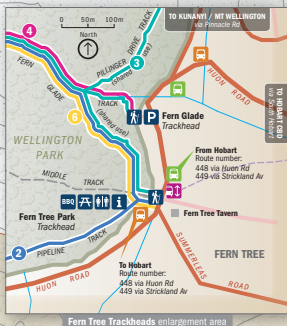 0 50m 100m
North
TO KUNANYI / MT WELLINGTON
via Pinnacle Rd
4
PILLINGER DRIVE TRACK
(shared use)
3
HUON ROAD
TO HOBART CBD
via South Hobart
FERN GLADE TRACK
(shared use)
6
P
Fern Glade
Trackhead
WELLINGTON
PARK
From Hobart
Route number:
448 via Huon Rd
449 via Strickland Av
MIDDLE TRACK
BBQ
i
Fern Tree Park
Trackhead
Fern Tree Tavern
2
PIPELINE TRACK
SUMMERLEAS ROAD
FERN TREE
HUON ROAD
To Hobart
Route number:
448 via Huon Rd
449 via Strickland Av
Fern Tree Trackheads enlargement area